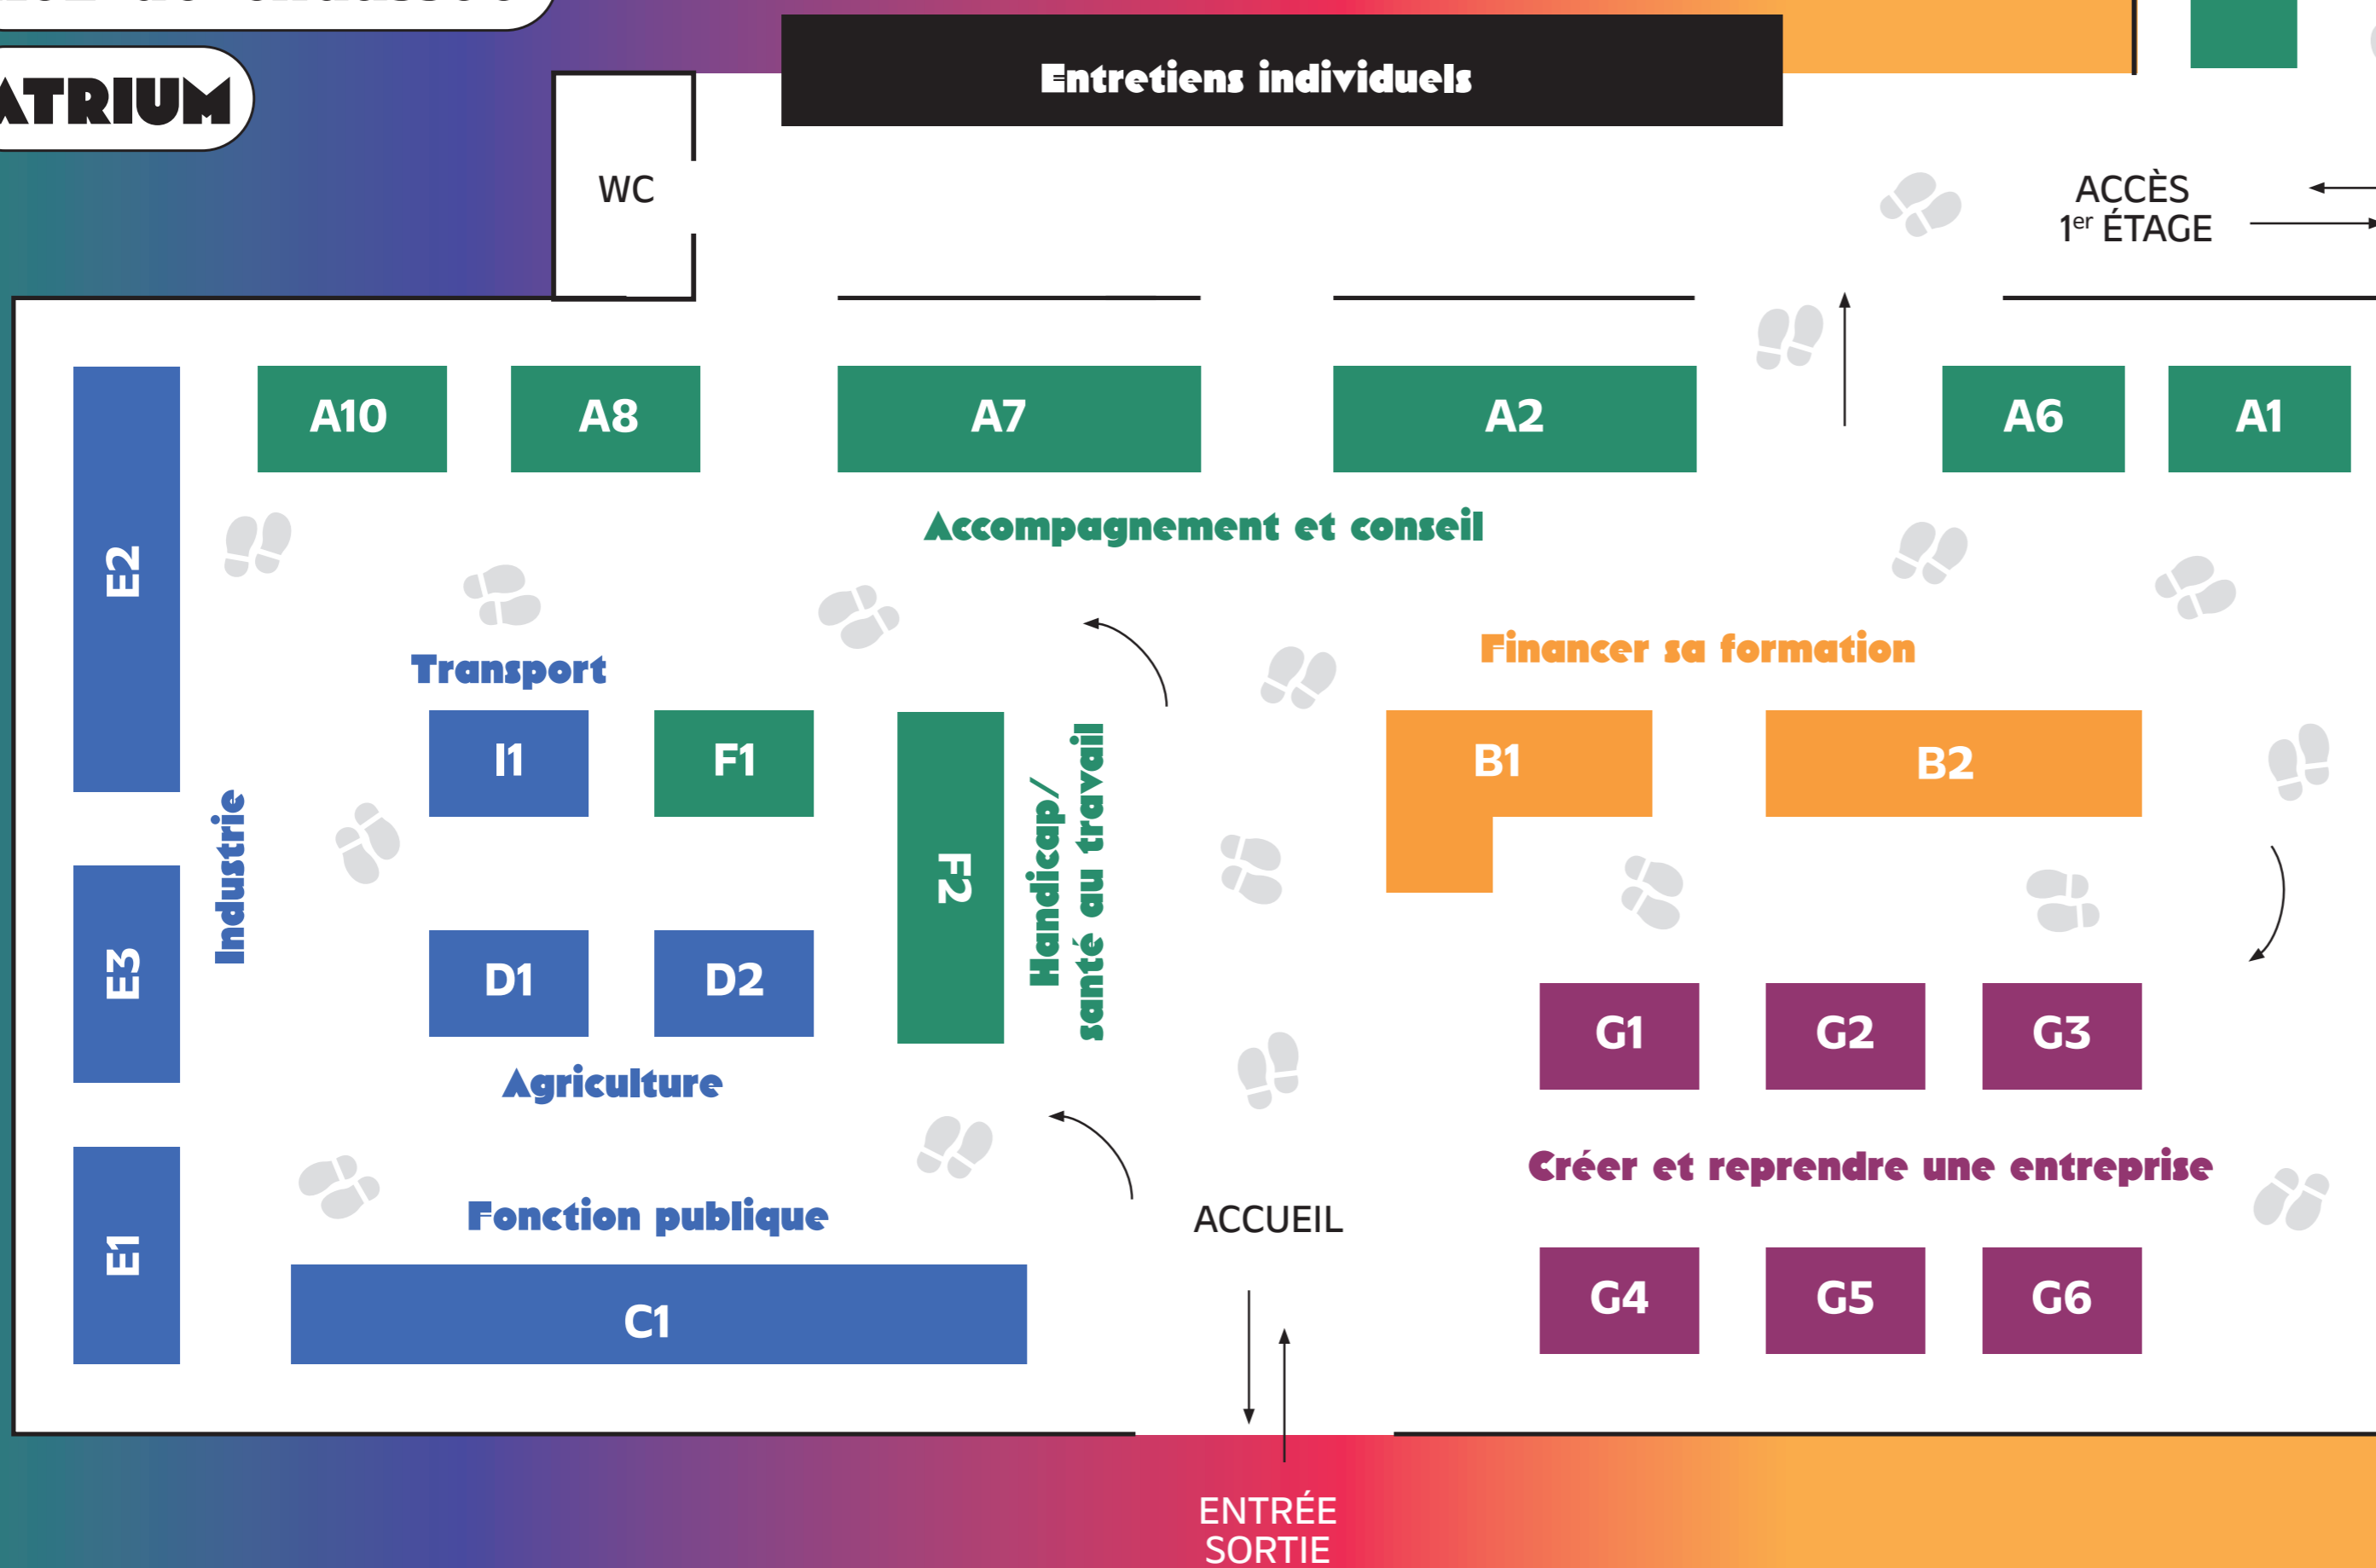 ATRIUM
Entretiens individuels
WC
ACCÈS
1er ÉTAGE
A10
A8
A7
A2
A6
A1
Accompagnement et conseil
E2
Transport
Financer sa formation
I1
F1
F2
Handicap/
santé au travail
B1
B2
Industrie
E3
D1
D2
G1
G2
G3
Agriculture
Créer et reprendre une entreprise
Fonction publique
ACCUEIL
E1
C1
G4
G5
G6
ENTRÉE
SORTIE